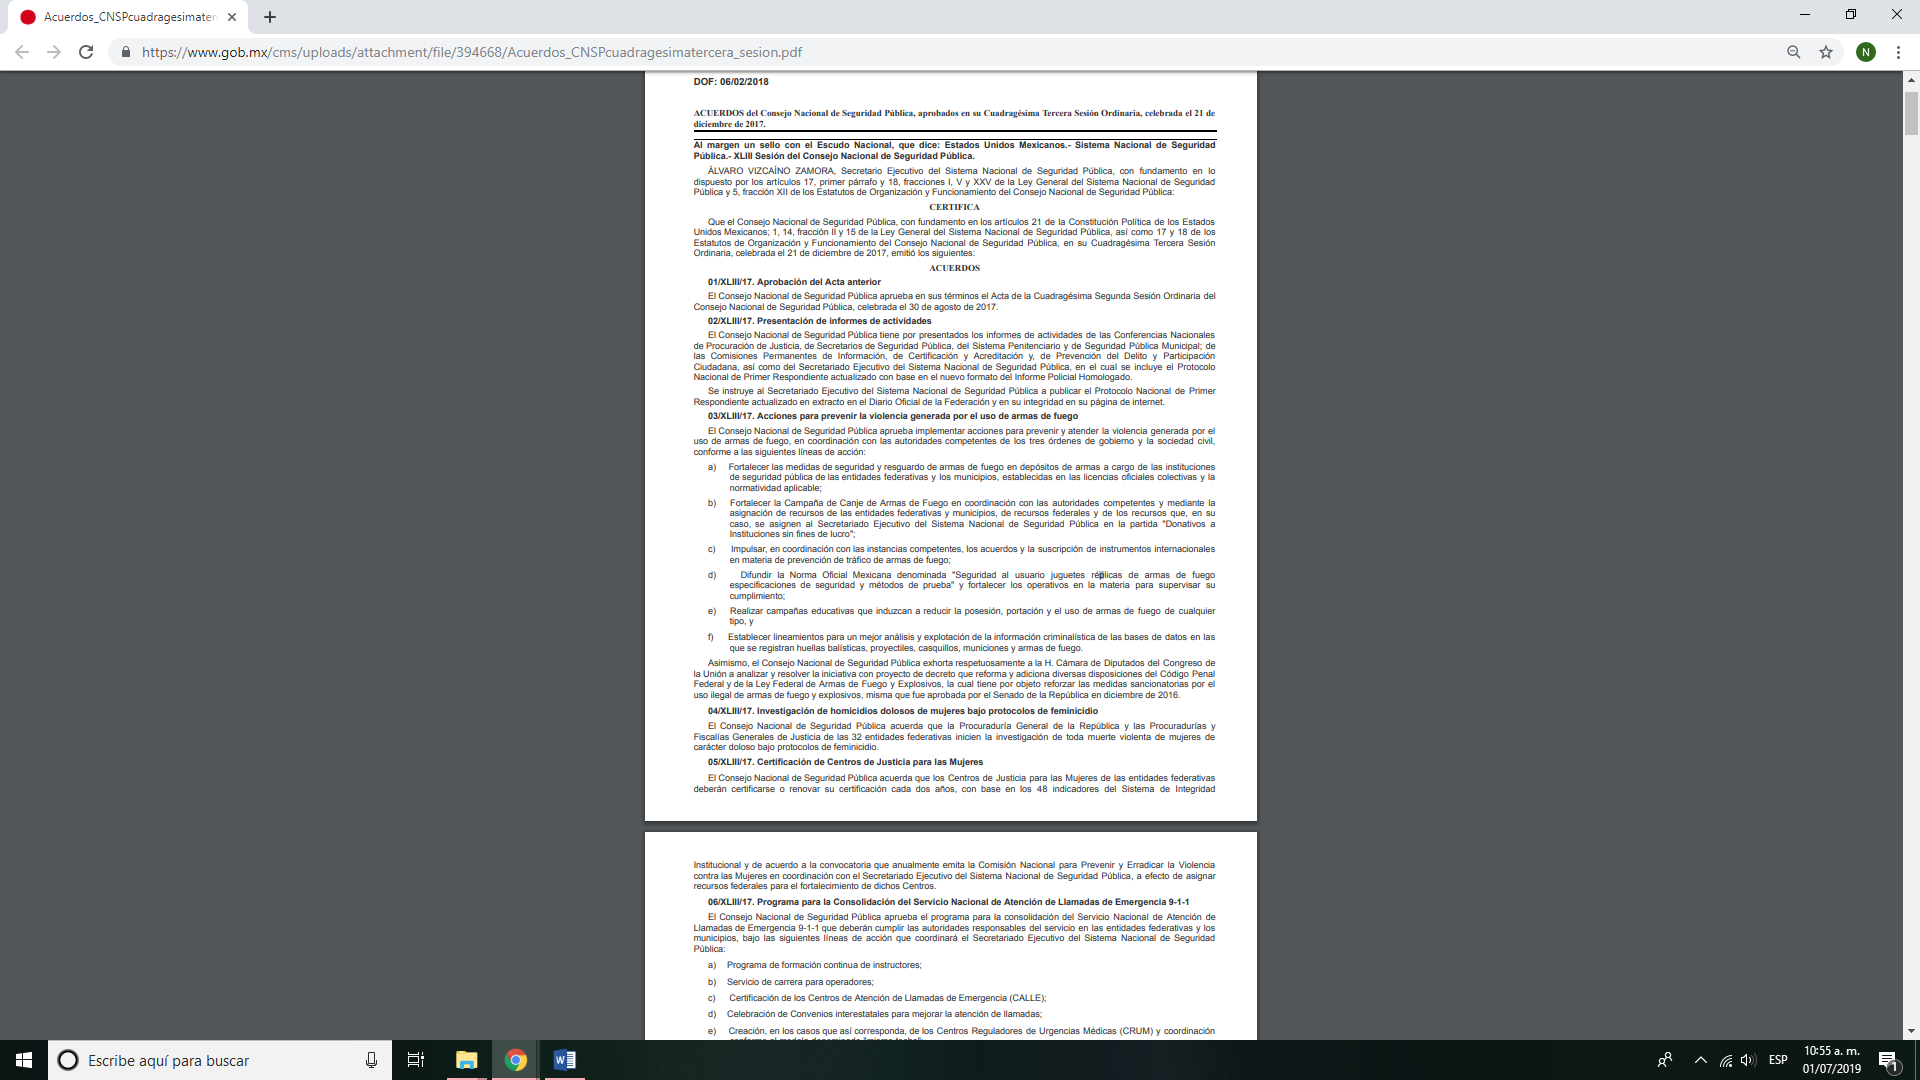 Acuerdos_CNSPcuadragesimater
https://www.gob.mx/cms/uploads/attachment/file/394668/Acuerdos_CNSPcuadragesimatercera_sesion.pdf
N
DOF: 06/02/2018
ACUERDOS del Consejo Nacional de Seguridad Pública, aprobados en su Cuadragésima Tercera Sesión Ordinaria, celebrada el 21 de
diciembre de 2017.
Al margen un sello con el Escudo Nacional, que dice: Estados Unidos Mexicanos.- Sistema Nacional de Seguridad
Pública.- XLIII Sesión del Consejo Nacional de Seguridad Pública.
ÁLVARO VIZCAÍNO ZAMORA, Secretario Ejecutivo del Sistema Nacional de Seguridad Pública, con fundamento en lo
dispuesto por los artículos 17, primer párrafo y 18, fracciones I, V y XXV de la Ley General del Sistema Nacional de Seguridad
Pública y 5, fracción XII de los Estatutos de Organización y Funcionamiento del Consejo Nacional de Seguridad Pública:
CERTIFICA
Que el Consejo Nacional de Seguridad Pública, con fundamento en los artículos 21 de la Constitución Política de los Estados
Unidos Mexicanos; 1, 14, fracción II y 15 de la Ley General del Sistema Nacional de Seguridad Pública, así como 17 y 18 de los
Estatutos de Organización y Funcionamiento del Consejo Nacional de Seguridad Pública, en su Cuadragésima Tercera Sesión
Ordinaria, celebrada el 21 de diciembre de 2017, emitió los siguientes:
ACUERDOS
01/XLIII/17. Aprobación del Acta anterior
El Consejo Nacional de Seguridad Pública aprueba en sus términos el Acta de la Cuadragésima Segunda Sesión Ordinaria del
Consejo Nacional de Seguridad Pública, celebrada el 30 de agosto de 2017.
02/XLIII/17. Presentación de informes de actividades
El Consejo Nacional de Seguridad Pública tiene por presentados los informes de actividades de las Conferencias Nacionales
de Procuración de Justicia, de Secretarios de Seguridad Pública, del Sistema Penitenciario y de Seguridad Pública Municipal; de
las Comisiones Permanentes de Información, de Certificación y Acreditación y, de Prevención del Delito y Participación
Ciudadana, así como del Secretariado Ejecutivo del Sistema Nacional de Seguridad Pública, en el cual se incluye el Protocolo
Nacional de Primer Respondiente actualizado con base en el nuevo formato del Informe Policial Homologado.
Se instruye al Secretariado Ejecutivo del Sistema Nacional de Seguridad Pública a publicar el Protocolo Nacional de Primer
Respondiente actualizado en extracto en el Diario Oficial de la Federación y en su integridad en su página de internet.
03/XLIII/17. Acciones para prevenir la violencia generada por el uso de armas de fuego
El Consejo Nacional de Seguridad Pública aprueba implementar acciones para prevenir y atender la violencia generada por el
uso de armas de fuego, en coordinación con las autoridades competentes de los tres órdenes de gobierno y la sociedad civil,
conforme a las siguientes líneas de acción:
a) Fortalecer las medidas de seguridad y resguardo de armas de fuego en depósitos de armas a cargo de las instituciones
de seguridad pública de las entidades federativas y los municipios, establecidas en las licencias oficiales colectivas y la
normatividad aplicable;
b) Fortalecer la Campaña de Canje de Armas de Fuego en coordinación con las autoridades competentes y mediante la
asignación de recursos de las entidades federativas y municipios, de recursos federales y de los recursos que, en su
caso, se asignen al Secretariado Ejecutivo del Sistema Nacional de Seguridad Pública en la partida "Donativos a
Instituciones sin fines de lucro";
c) Impulsar, en coordinación con las instancias competentes, los acuerdos y la suscripción de instrumentos internacionales
en materia de prevención de tráfico de armas de fuego;
d) Difundir la Norma Oficial Mexicana denominada "Seguridad al usuario juguetes réplicas de armas de fuego
especificaciones de seguridad y métodos de prueba" y fortalecer los operativos en la materia para supervisar su
cumplimiento;
e) Realizar campañas educativas que induzcan a reducir la posesión, portación y el uso de armas de fuego de cualquier
tipo, y
f) Establecer lineamientos para un mejor análisis y explotación de la información criminalística de las bases de datos en las
que se registran huellas balísticas, proyectiles, casquillos, municiones y armas de fuego.
Asimismo, el Consejo Nacional de Seguridad Pública exhorta respetuosamente a la H. Cámara de Diputados del Congreso de
la Unión a analizar y resolver la iniciativa con proyecto de decreto que reforma y adiciona diversas disposiciones del Código Penal
Federal y de la Ley Federal de Armas de Fuego y Explosivos, la cual tiene por objeto reforzar las medidas sancionatorias por el
uso ilegal de armas de fuego y explosivos, misma que fue aprobada por el Senado de la República en diciembre de 2016.
04/XLIII/17. Investigación de homicidios dolosos de mujeres bajo protocolos de feminicidio
El Consejo Nacional de Seguridad Pública acuerda que la Procuraduría General de la República y las Procuradurías y
Fiscalías Generales de Justicia de las 32 entidades federativas inicien la investigación de toda muerte violenta de mujeres de
carácter doloso bajo protocolos de feminicidio.
05/XLIII/17. Certificación de Centros de Justicia para las Mujeres
El Consejo Nacional de Seguridad Pública acuerda que los Centros de Justicia para las Mujeres de las entidades federativas
deberán certificarse o renovar su certificación cada dos años, con base en los 48 indicadores del Sistema de Integridad
Institucional y de acuerdo a la convocatoria que anualmente emita la Comisión Nacional para Prevenir y Erradicar la Violencia
contra las Mujeres en coordinación con el Secretariado Ejecutivo del Sistema Nacional de Seguridad Pública, a efecto de asignar
recursos federales para el fortalecimiento de dichos Centros.
06/XLIII/17. Programa para la Consolidación del Servicio Nacional de Atención de Llamadas de Emergencia 9-1-1
El Consejo Nacional de Seguridad Pública aprueba el programa para la consolidación del Servicio Nacional de Atención de
Llamadas de Emergencia 9-1-1 que deberán cumplir las autoridades responsables del servicio en las entidades federativas y los
municipios, bajo las siguientes líneas de acción que coordinará el Secretariado Ejecutivo del Sistema Nacional de Seguridad
Pública:
a) Programa de formación continua de instructores;
b) Servicio de carrera para operadores;
c) Certificación de los Centros de Atención de Llamadas de Emergencia (CALLE);
d) Celebración de Convenios interestatales para mejorar la atención de llamadas;
e) Creación, en los casos que así corresponda, de los Centros Reguladores de Urgencias Médicas (CRUM) y coordinación
Escribe aquí para buscar
ESP
10:55 a. m.
01/07/2019
1